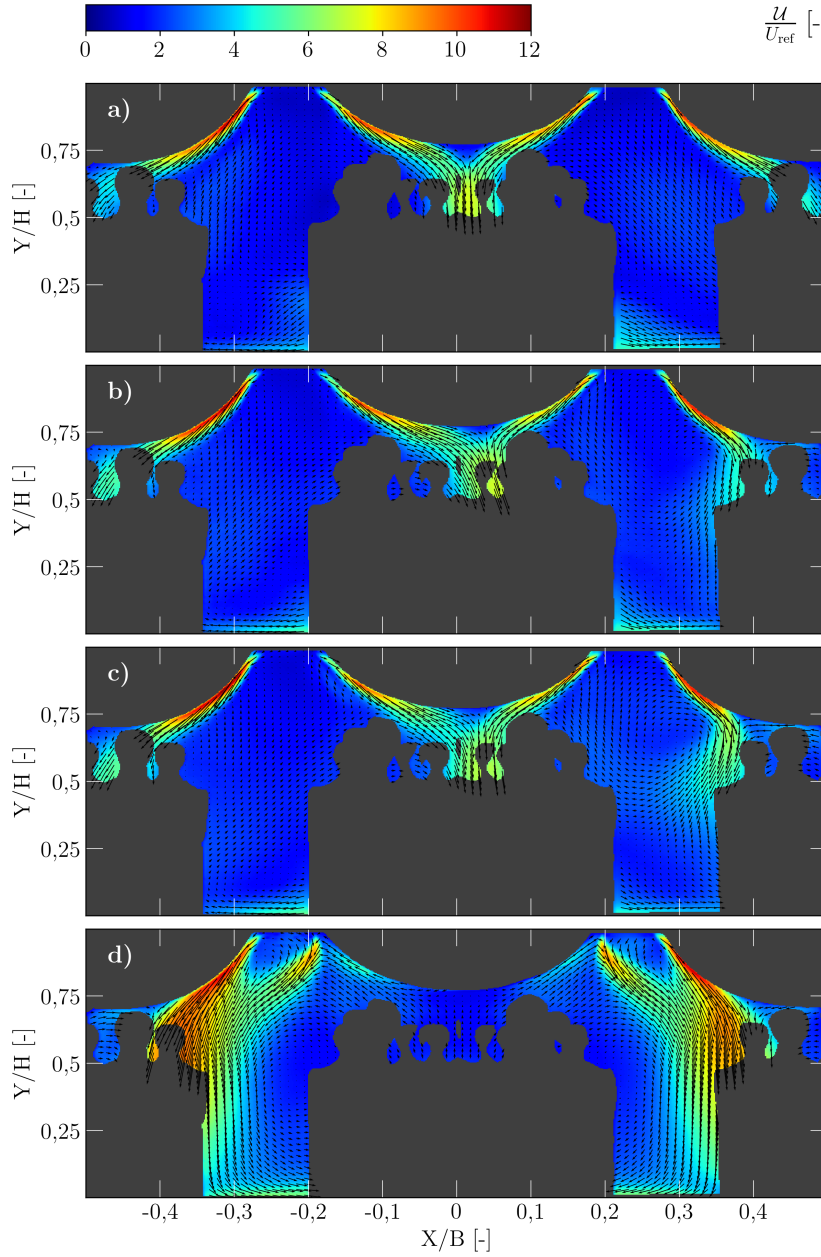 0 2 4 6 8 10 12
𝒰/U_ref [-
a)
0,75
0,5
0,25
Y/H [-]
b)
0,75
0,5
0,25
Y/H [-]
c)
0,75
0,5
0,25
Y/H [-]
d)
0,75
0,5
0,25
Y/H [-]
-0,4 -0,3 -0,2 -0,1 0 0,1 0,2 0,3 0,4
X/B [-]